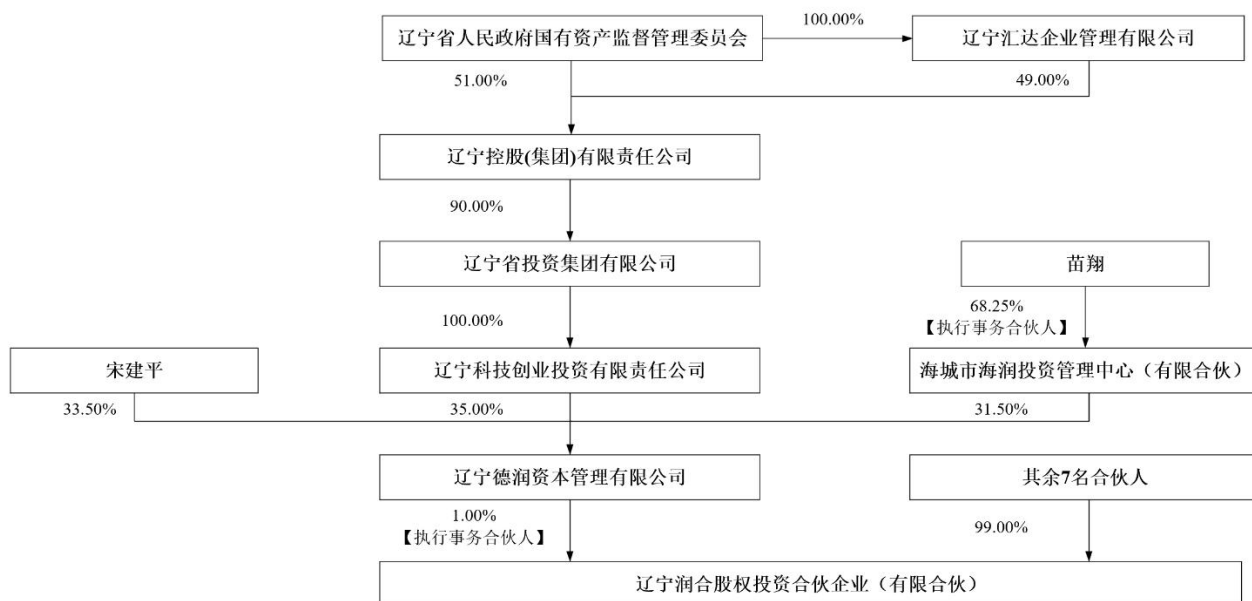 100.00%
辽宁省人民政府国有资产监督管理委员会
辽宁汇达企业管理有限公司
51.00%
49.00%
辽宁控股(集团)有限责任公司
90.00%
辽宁省投资集团有限公司
苗翔
100.00%
68.25%
【执行事务合伙人】
宋建平
辽宁科技创业投资有限责任公司
海城市海润投资管理中心（有限合伙）
33.50%
35.00%
31.50%
辽宁德润资本管理有限公司
其余7名合伙人
1.00%
【执行事务合伙人】
99.00%
辽宁润合股权投资合伙企业（有限合伙）